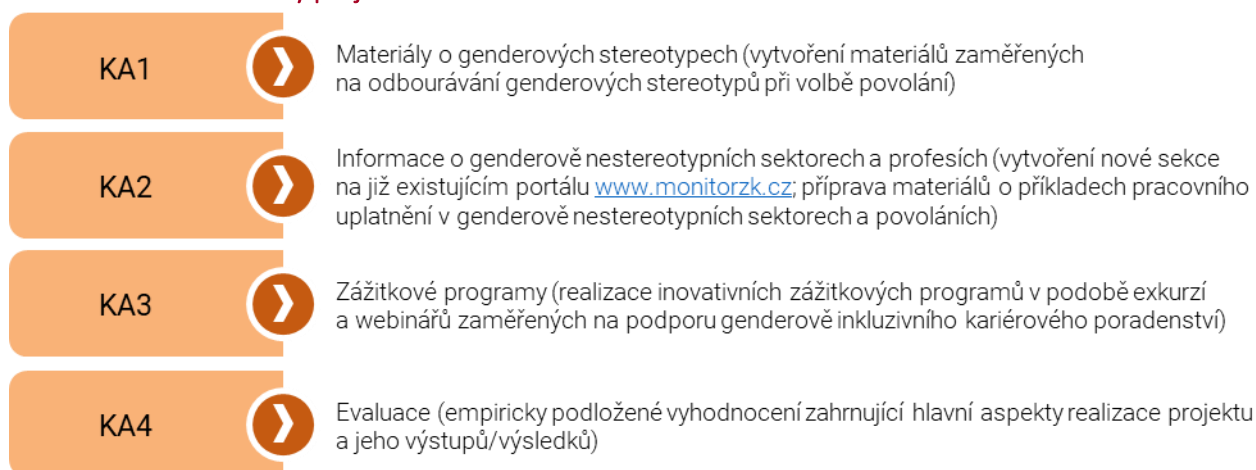 KA1
Materiály o genderových stereotypech (vytvoření materiálů zaměřených
na odbourávání genderových stereotypů při volbě povolání)
KA2
Informace o genderově nestereotypních sektorech a profesích (vytvoření nové sekce
na již existujícím portálu www.monitorzk.cz; příprava materiálů o příkladech pracovního
uplatnění v genderově nestereotypních sektorech a povoláních)
KA3
Zážitkové programy (realizace inovativních zážitkových programů v podobě exkurzí
a webinářů zaměřených na podporu genderově inkluzivního kariérového poradenství)
KA4
Evaluace (empiricky podložené vyhodnocení zahrnující hlavní aspekty realizace projektu
a jeho výstupů/výsledků)